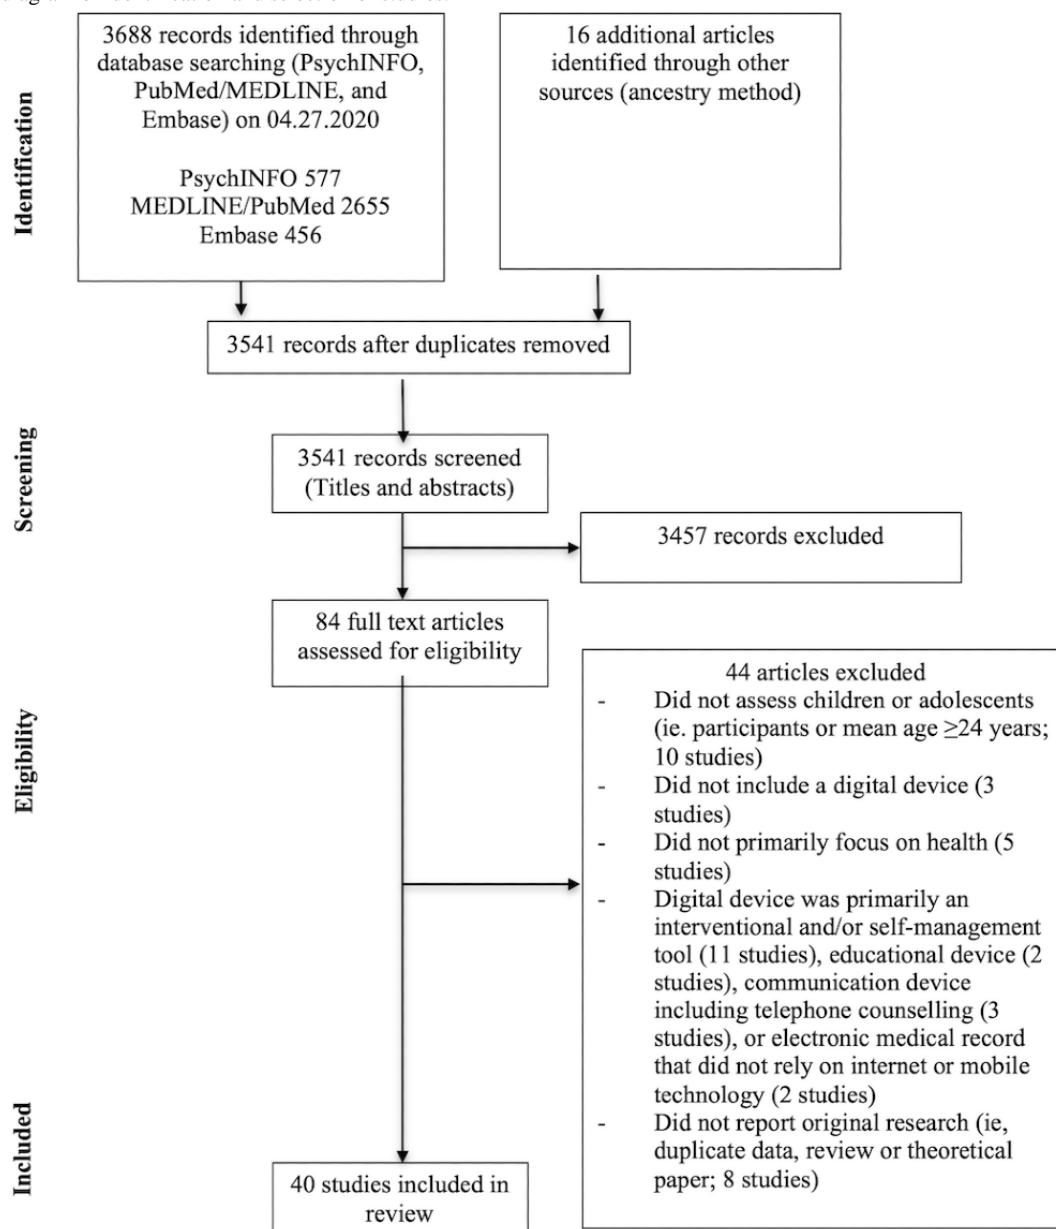 3688 records identified through
database searching (PsychINFO,
PubMed/MEDLINE, and
Embase) on 04.27.2020
PsychINFO 577
MEDLINE/PubMed 2655
Embase 456
16 additional articles
identified through other
sources (ancestry method)
Identification
3541 records after duplicates removed
Screening
3541 records screened
(Titles and abstracts)
3457 records excluded
Eligibility
84 full text articles
assessed for eligibility
44 articles excluded
- Did not assess children or adolescents
(ie. participants or mean age ≥24 years;
10 studies)
- Did not include a digital device (3
studies)
- Did not primarily focus on health (5
studies)
- Digital device was primarily an
interventional and/or self-management
tool (11 studies), educational device (2
studies), communication device
including telephone counselling (3
studies), or electronic medical record
that did not rely on internet or mobile
technology (2 studies)
- Did not report original research (ie,
duplicate data, review or theoretical
paper; 8 studies)
Included
40 studies included in
review